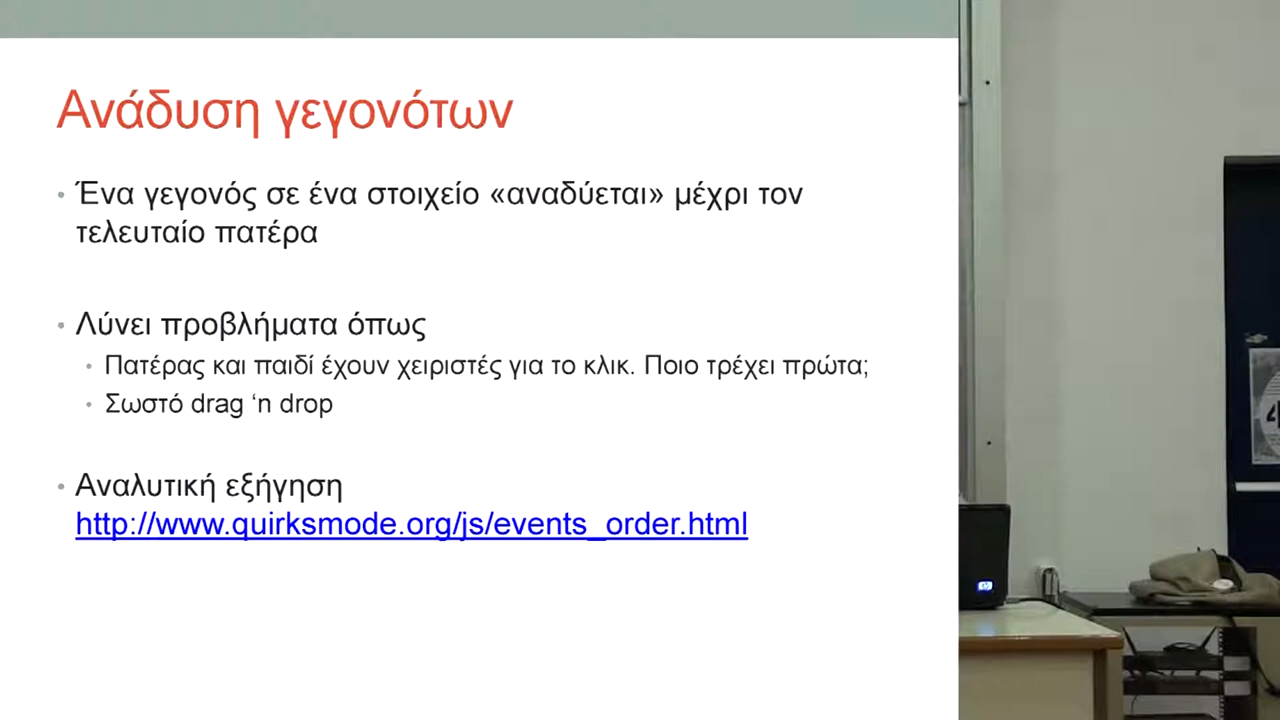 Ανάδυση γεγονότων
• Ένα γεγονός σε ένα στοιχείο «αναδύεται» μέχρι τον
τελευταίο πατέρα
• Λύνει προβλήματα όπως
• Πατέρας και παιδί έχουν χειριστές για το κλικ. Ποιο τρέχει πρώτα;
• Σωστό drag ‘n drop
• Αναλυτική εξήγηση
http://www.quirksmode.org/js/events_order.html
hp